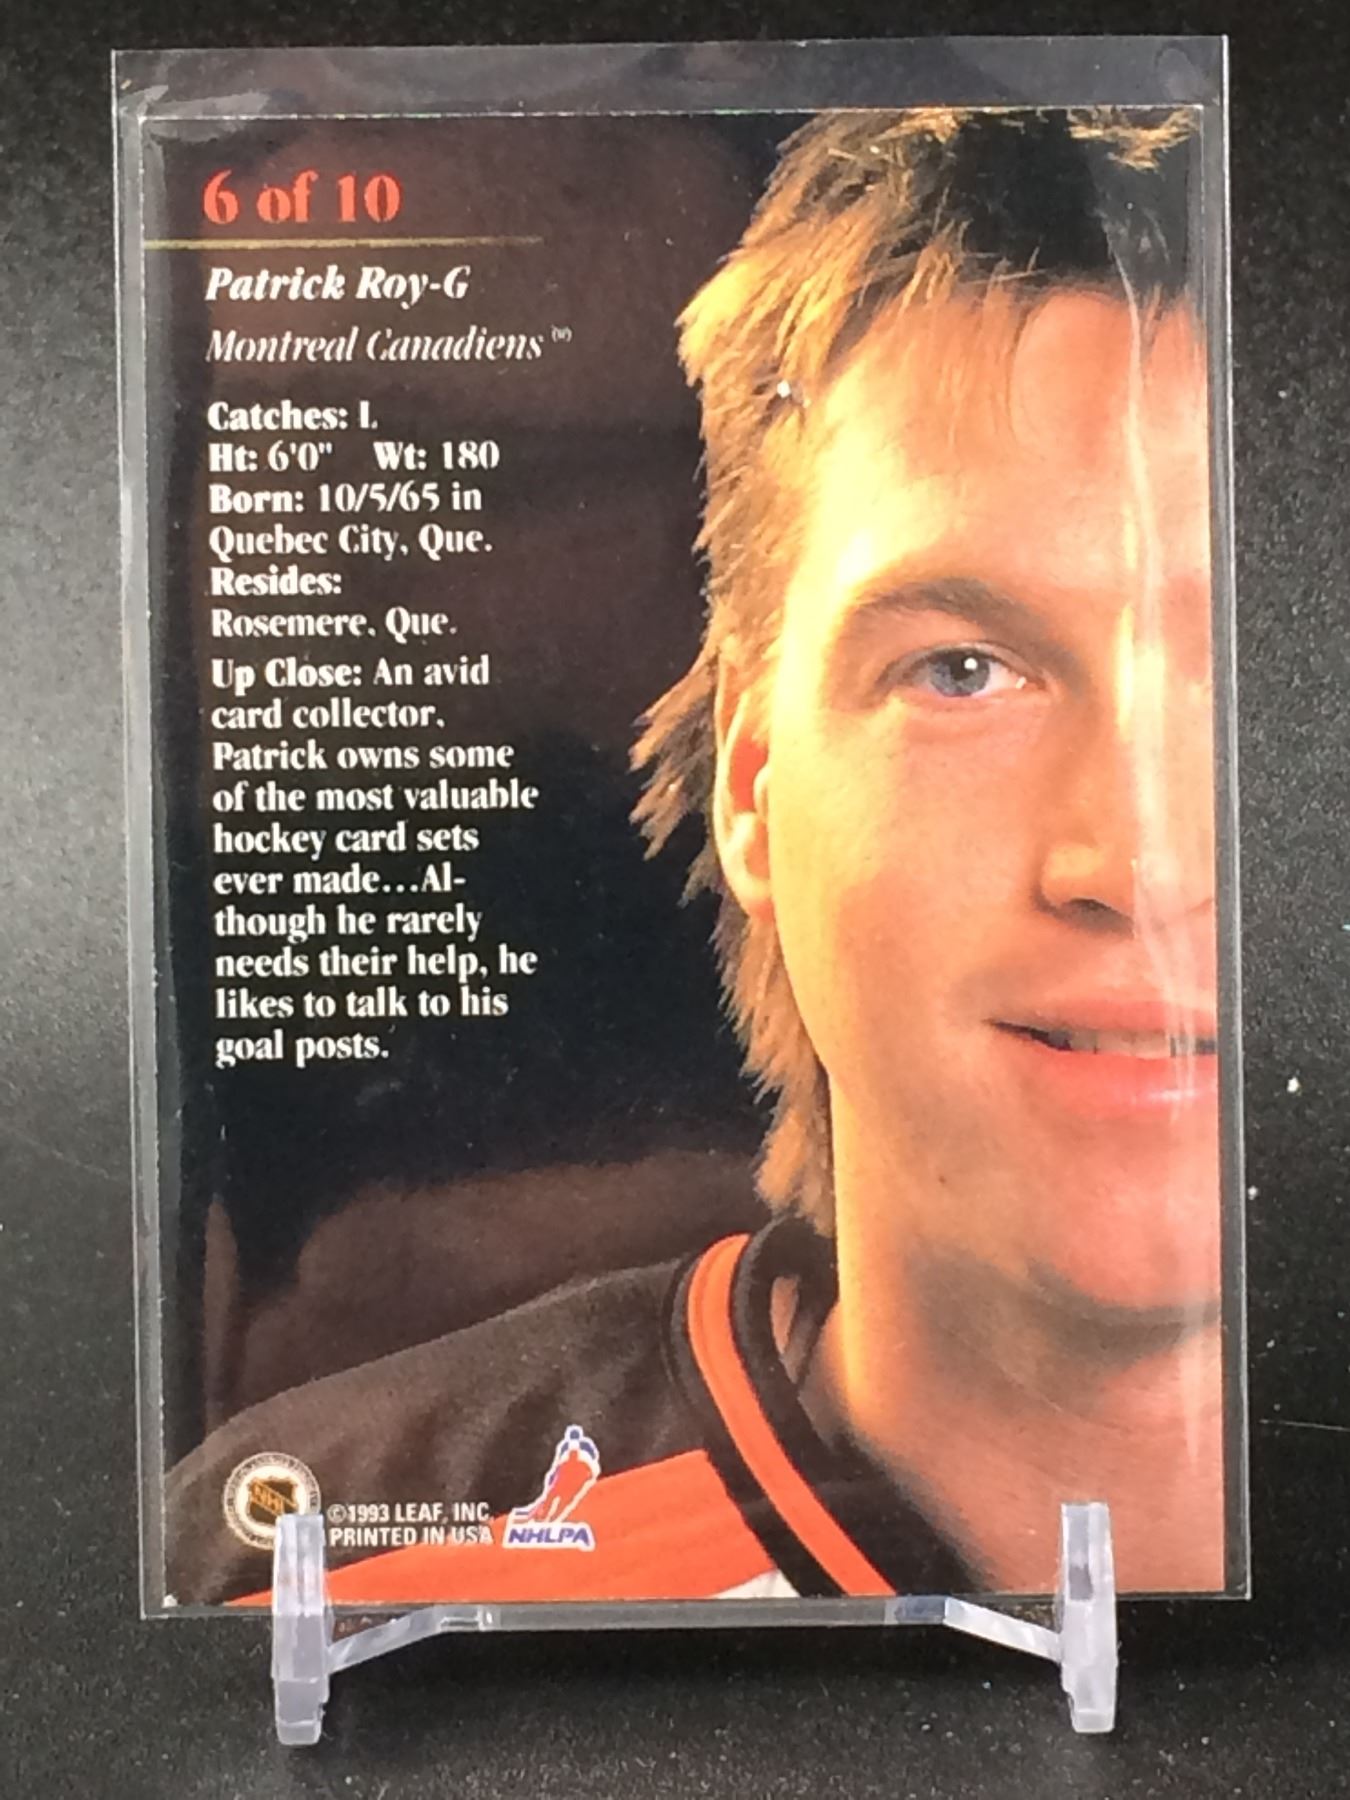 6 of 10
Patrick Roy-G
Montreal Canadiens
Catches: L
Ht: 6'0" Wt: 180
Born: 10/5/65 in
Quebec City, Que.
Resides:
Rosemere, Que.
Up Close: An avid
card collector,
Patrick owns some
of the most valuable
hockey card sets
ever made...Al-
though he rarely
needs their help, he
likes to talk to his
goal posts.
NHL
©1993 LEAF, INC.
PRINTED IN USA
NHLPA